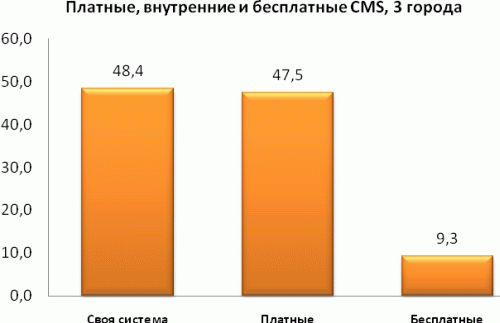 Платные, внутренние и бесплатные CMS, 3 города
60,0
50,0
40,0
30,0
20,0
10,0
0,0
48,4
47,5
9,3
Своя система
Платные
Бесплатные